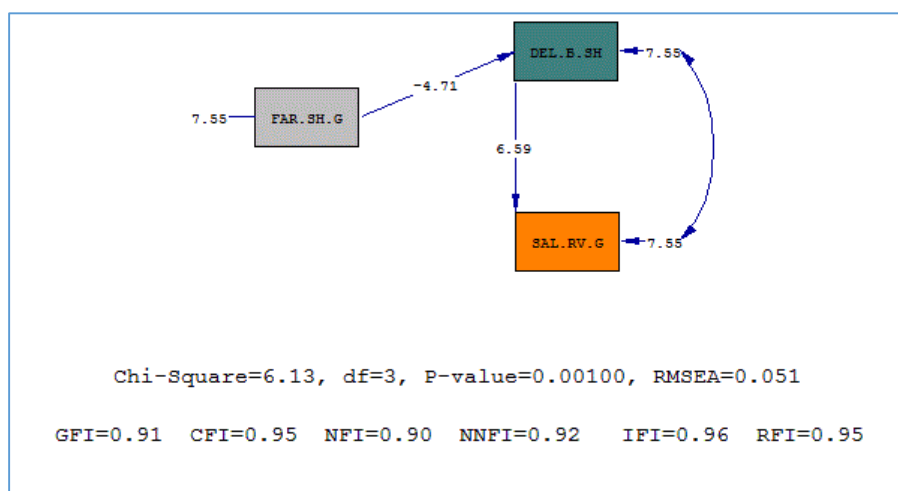 DEL.B.SH
7.55
-4.71
7.55
FAR.SH.G
6.59
SAL.RV.G
7.55
Chi-Square=6.13, df=3, P-value=0.00100, RMSEA=0.051
GFI=0.91 CFI=0.95 NFI=0.90 NNFI=0.92 IFI=0.96 RFI=0.95